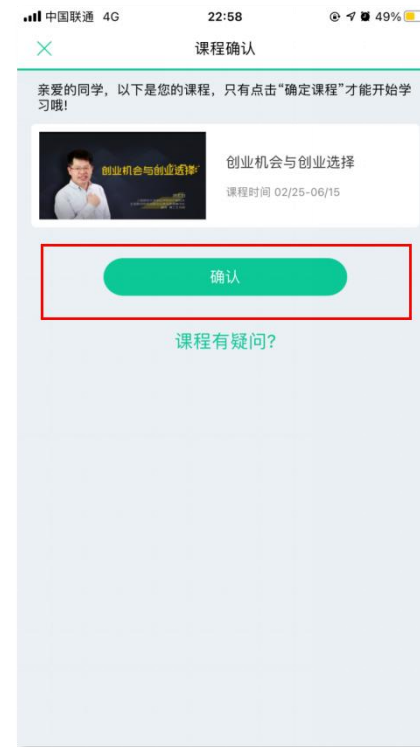 中国联通 4G 22:58 49%
课程确认
亲爱的同学，以下是您的课程，只有点击“确定课程”才能开始学
习哦!
创业机会与创业选择
创业机会与创业选择
课程时间 02/25-06/15
确认
课程有疑问?